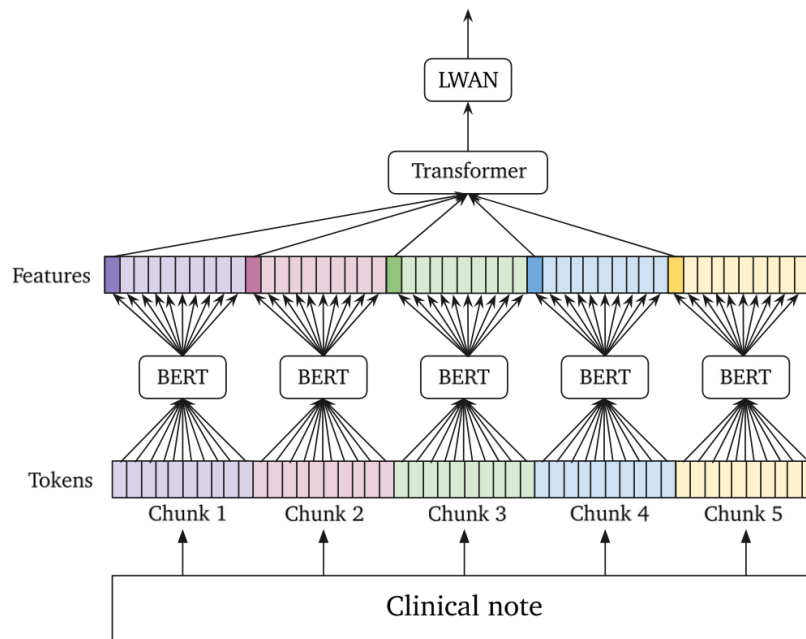 LWAN
Transformer
Features
BERT BERT BERT BERT BERT
Tokens
Chunk 1 Chunk 2 Chunk 3 Chunk 4 Chunk 5
Clinical note